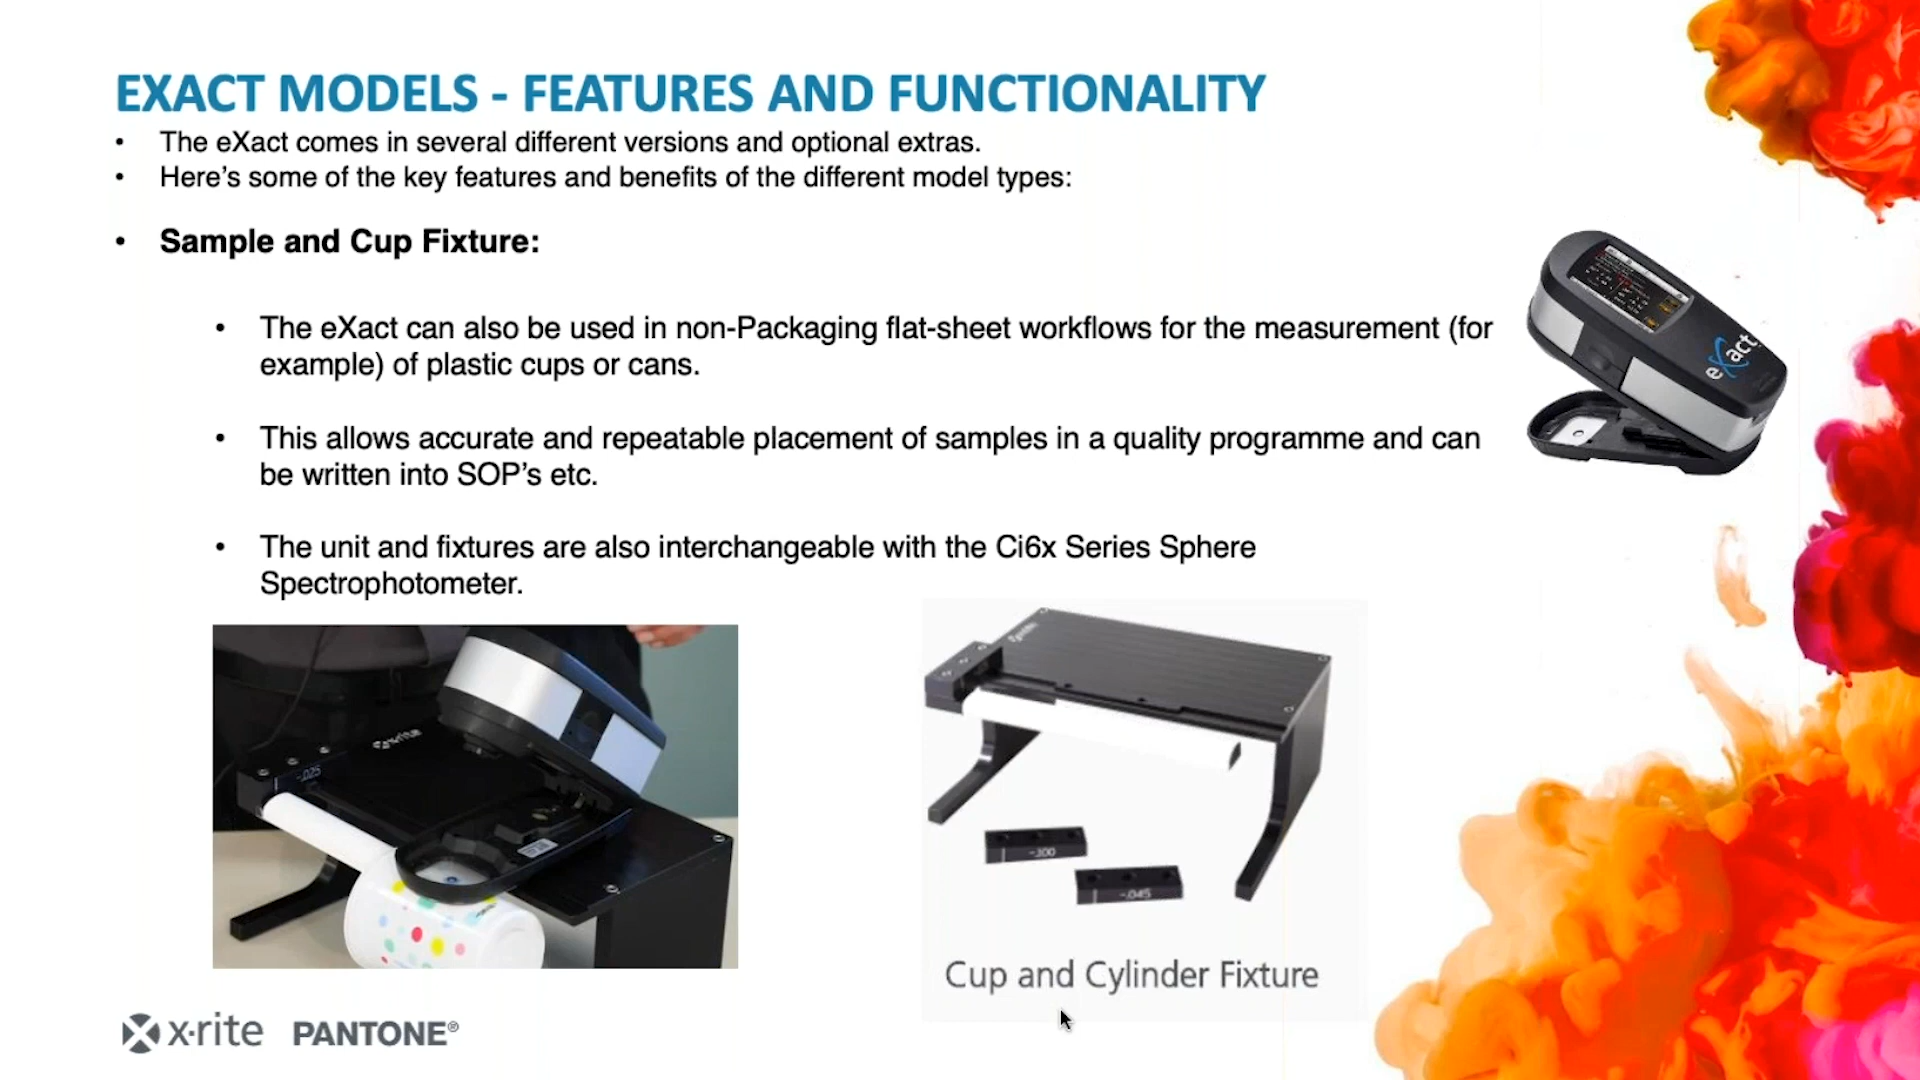 EXACT MODELS - FEATURES AND FUNCTIONALITY
• The eXact comes in several different versions and optional extras.
• Here’s some of the key features and benefits of the different model types:
• Sample and Cup Fixture:
• The eXact can also be used in non-Packaging flat-sheet workflows for the measurement (for
example) of plastic cups or cans.
• This allows accurate and repeatable placement of samples in a quality programme and can
be written into SOP’s etc.
• The unit and fixtures are also interchangeable with the Ci6x Series Sphere
Spectrophotometer.
eXact
x-rite
-.025
-.100
-.045
Cup and Cylinder Fixture
x-rite PANTONE®